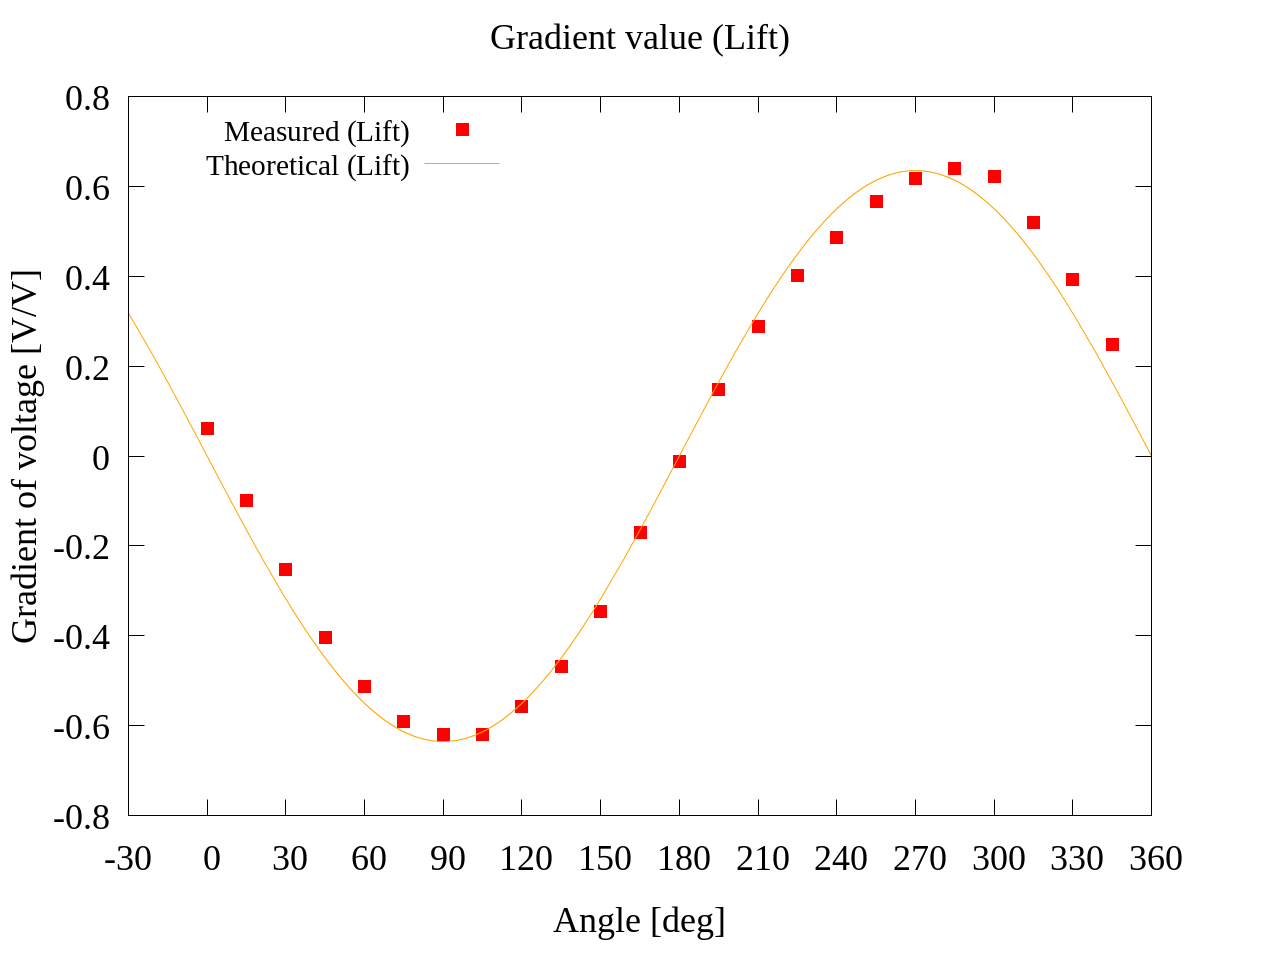 Gradient value (Lift)
Measured (Lift)
Theoretical (Lift)
Gradient of voltage [V/V]
0.8
0.6
0.4
0.2
0
-0.2
-0.4
-0.6
-0.8
-30 0 30 60 90 120 150 180 210 240 270 300 330 360
Angle [deg]